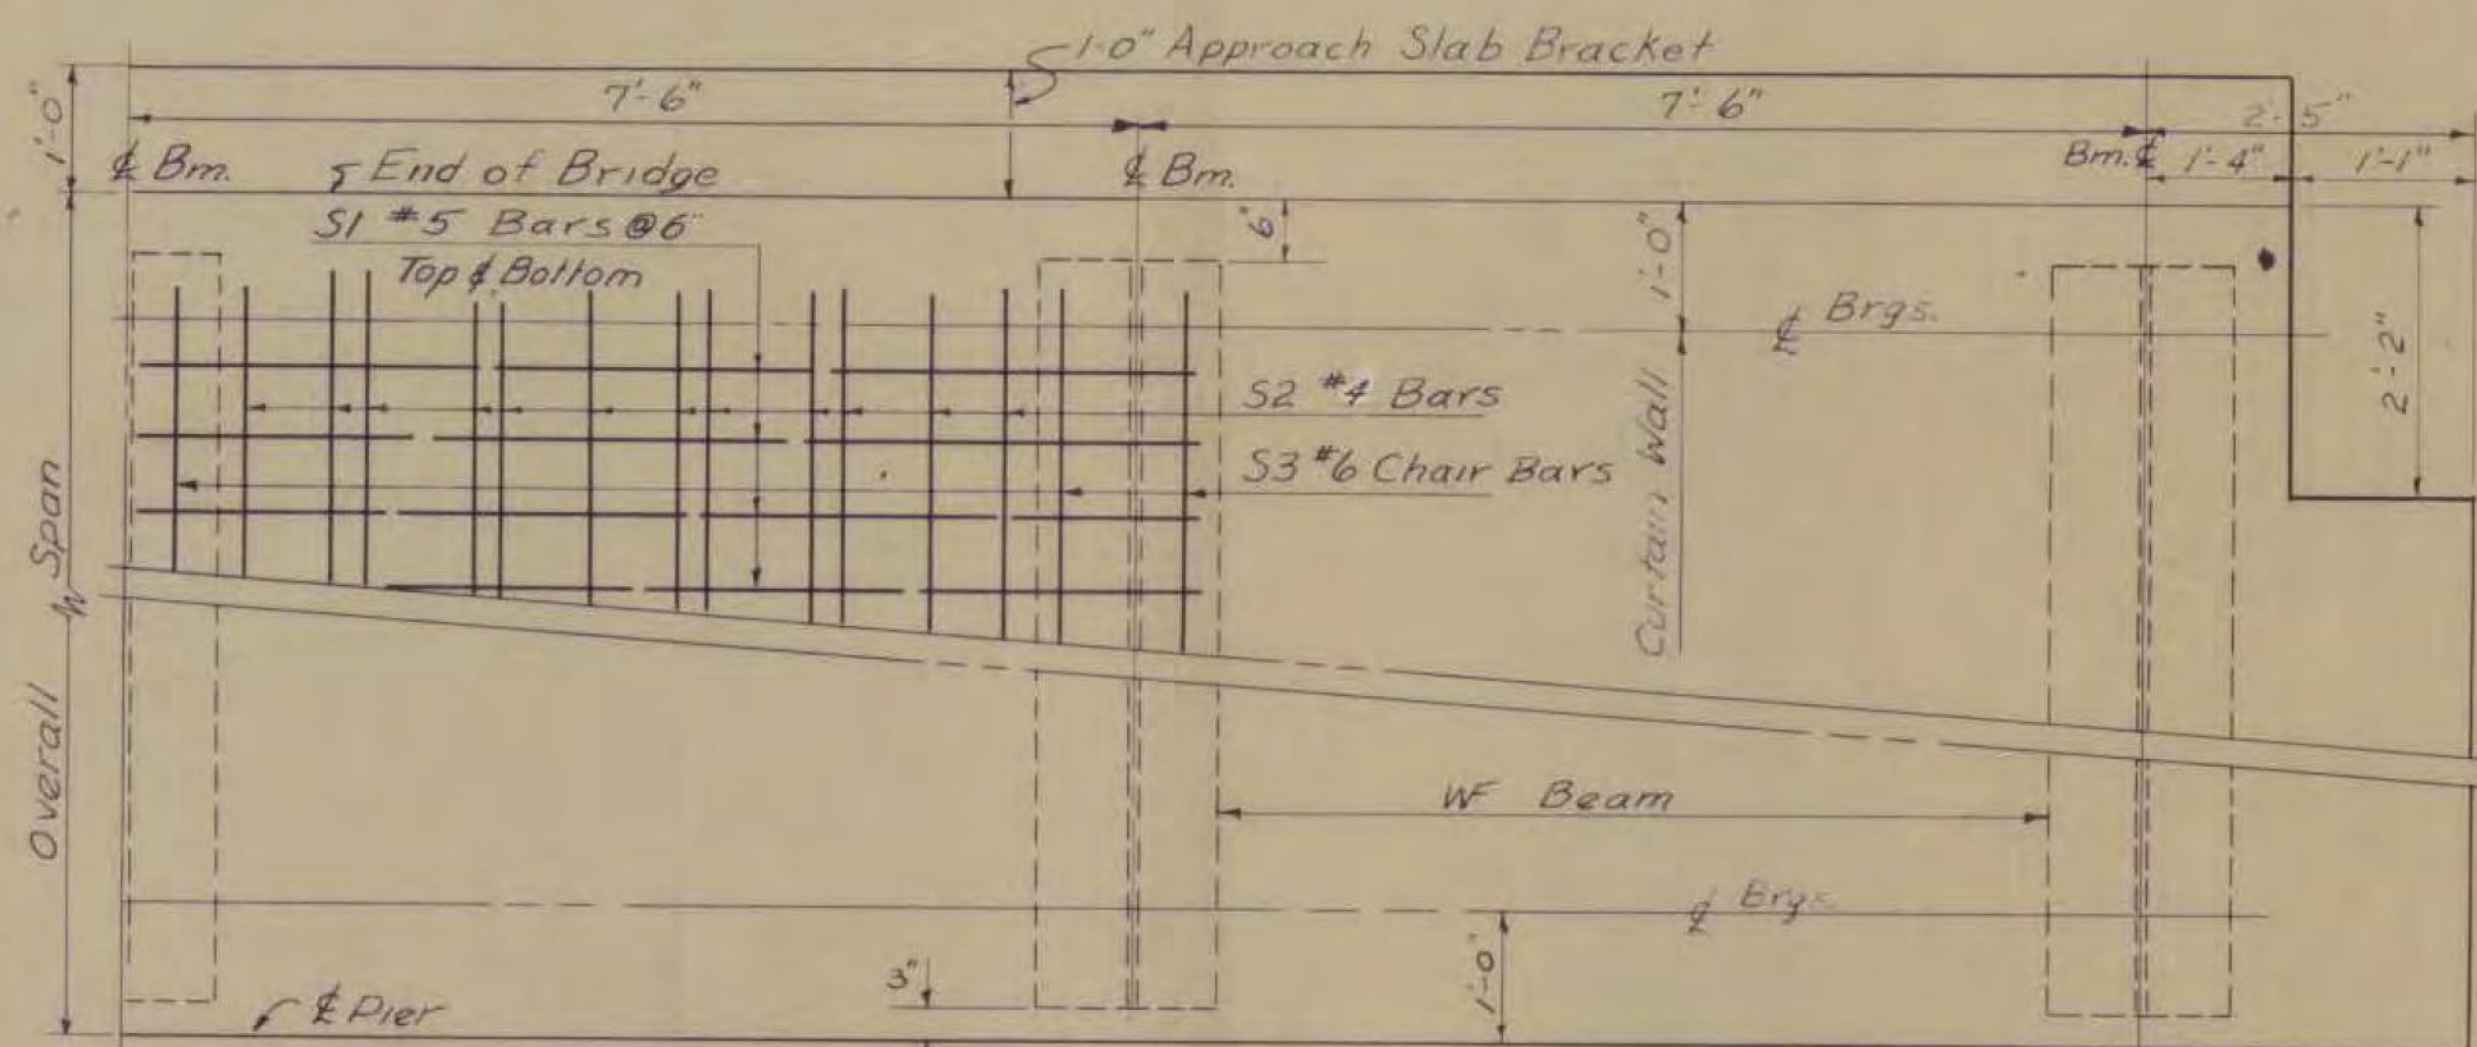 1'-0" Approach Slab Bracket
1'-0"
7'-6"
7'-6"
2'-5"
℄ Bm.
End of Bridge
℄ Bm.
Bm. ℄
1'-4"
1'-1"
S1 #5 Bars @ 6"
Top & Bottom
6"
1'-0"
℄ Brgs.
2'-2"
S2 #4 Bars
S3 #6 Chair Bars
Curtain Wall
Overall Span
WF Beam
℄ Brgs.
3"
1'-0"
℄ Pier